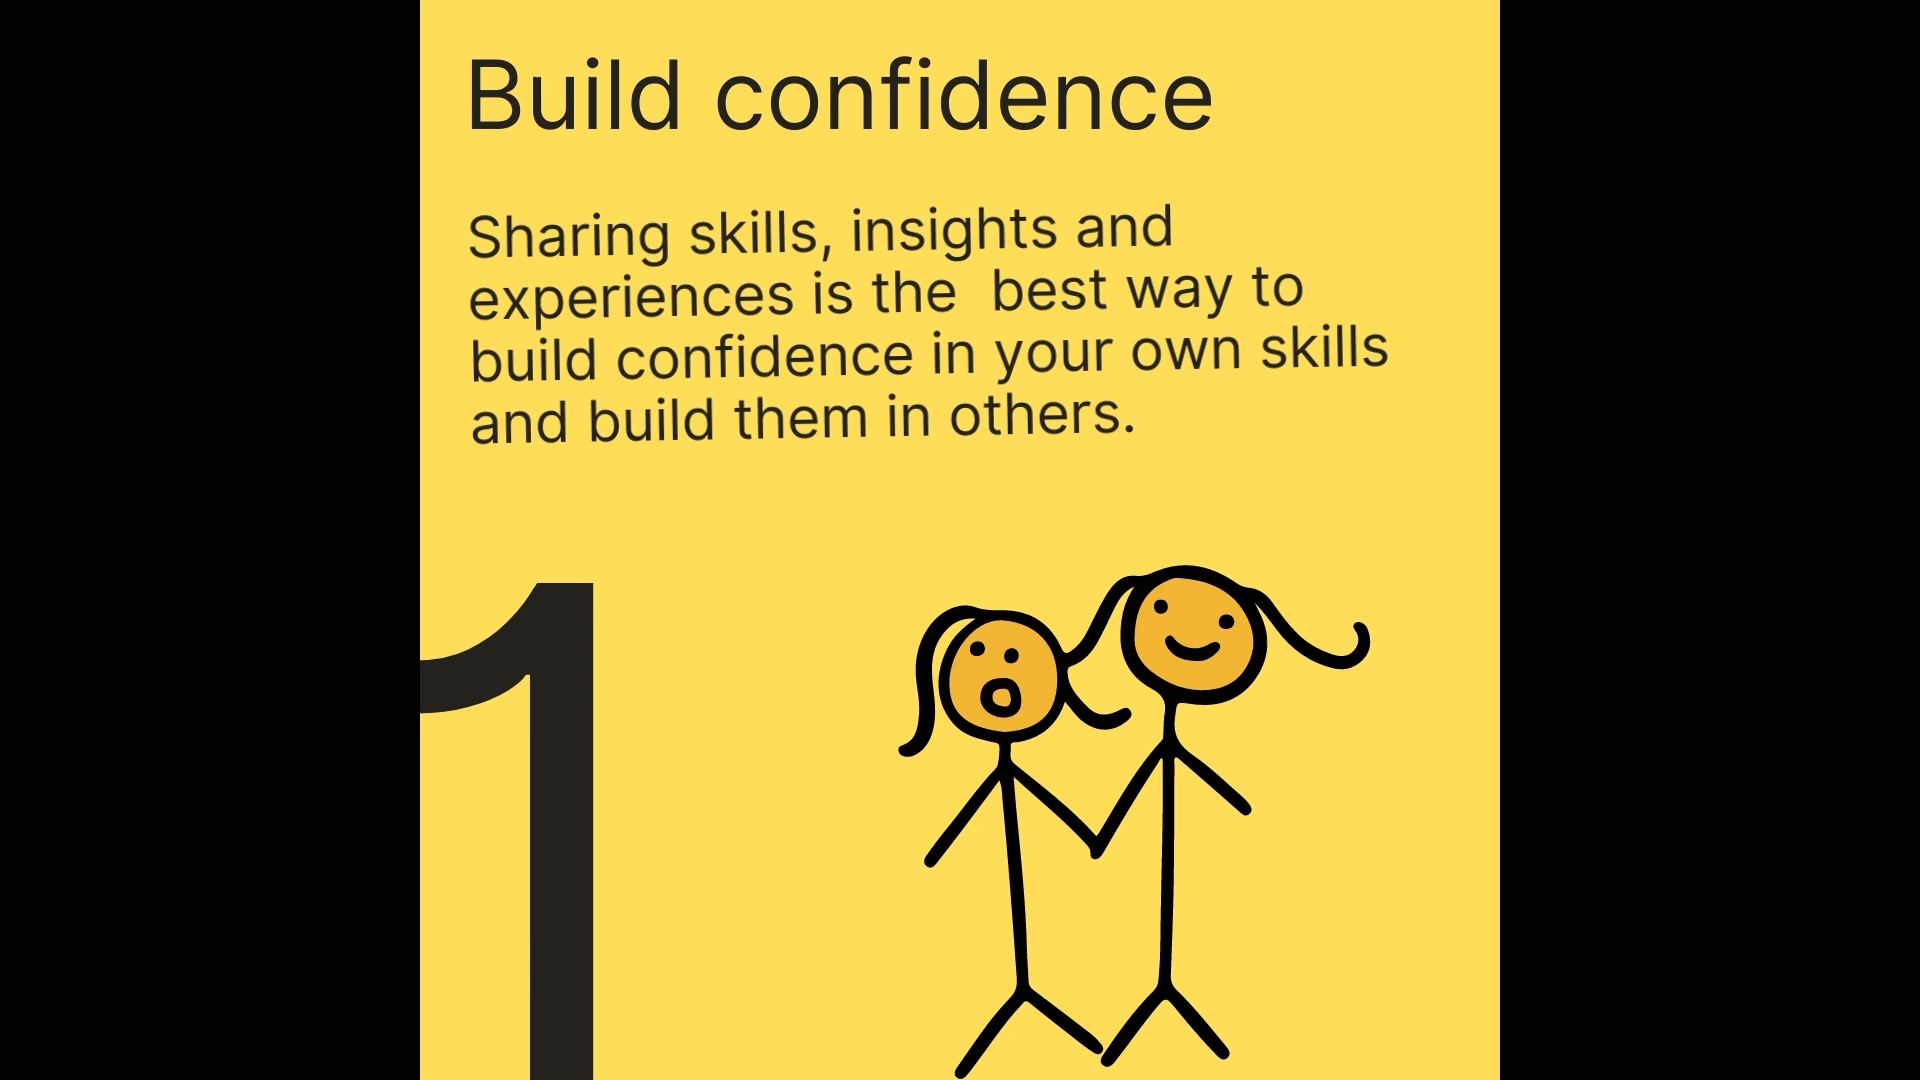 Build confidence
Sharing skills, insights and
experiences is the  best way to
build confidence in your own skills
and build them in others.
1